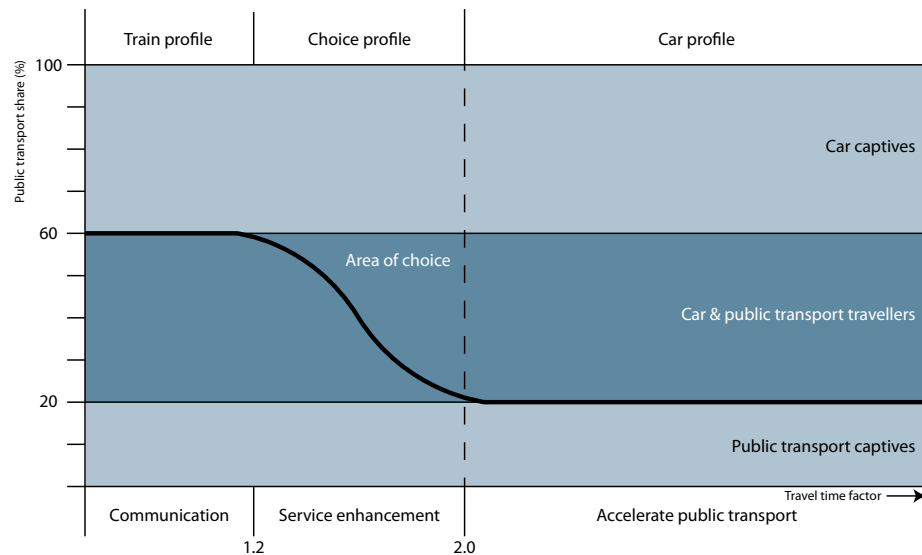 Train profile
Choice profile
Car profile
Public transport share (%)
100
Car captives
60
Area of choice
Car & public transport travellers
20
Public transport captives
Travel time factor
Communication
Service enhancement
Accelerate public transport
1.2
2.0